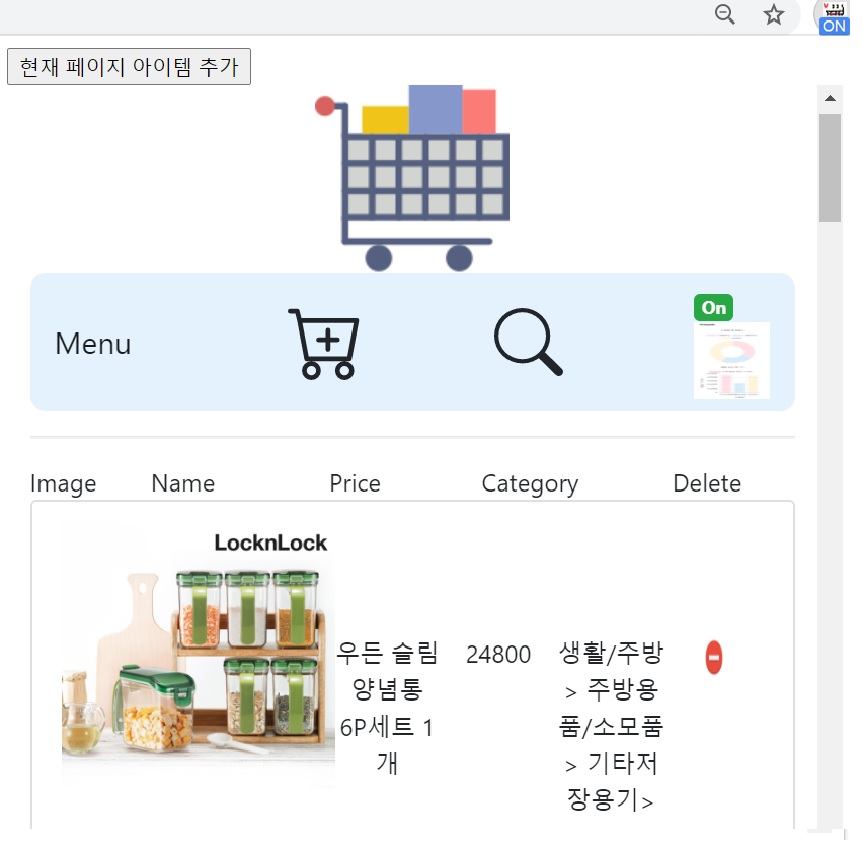 ON
현재 페이지 아이템 추가
Menu
On
Image Name Price Category Delete
LocknLock
우든 슬림
양념통
6P세트 1
개
24800
생활/주방
> 주방용
품/소모품
> 기타저
장용기>